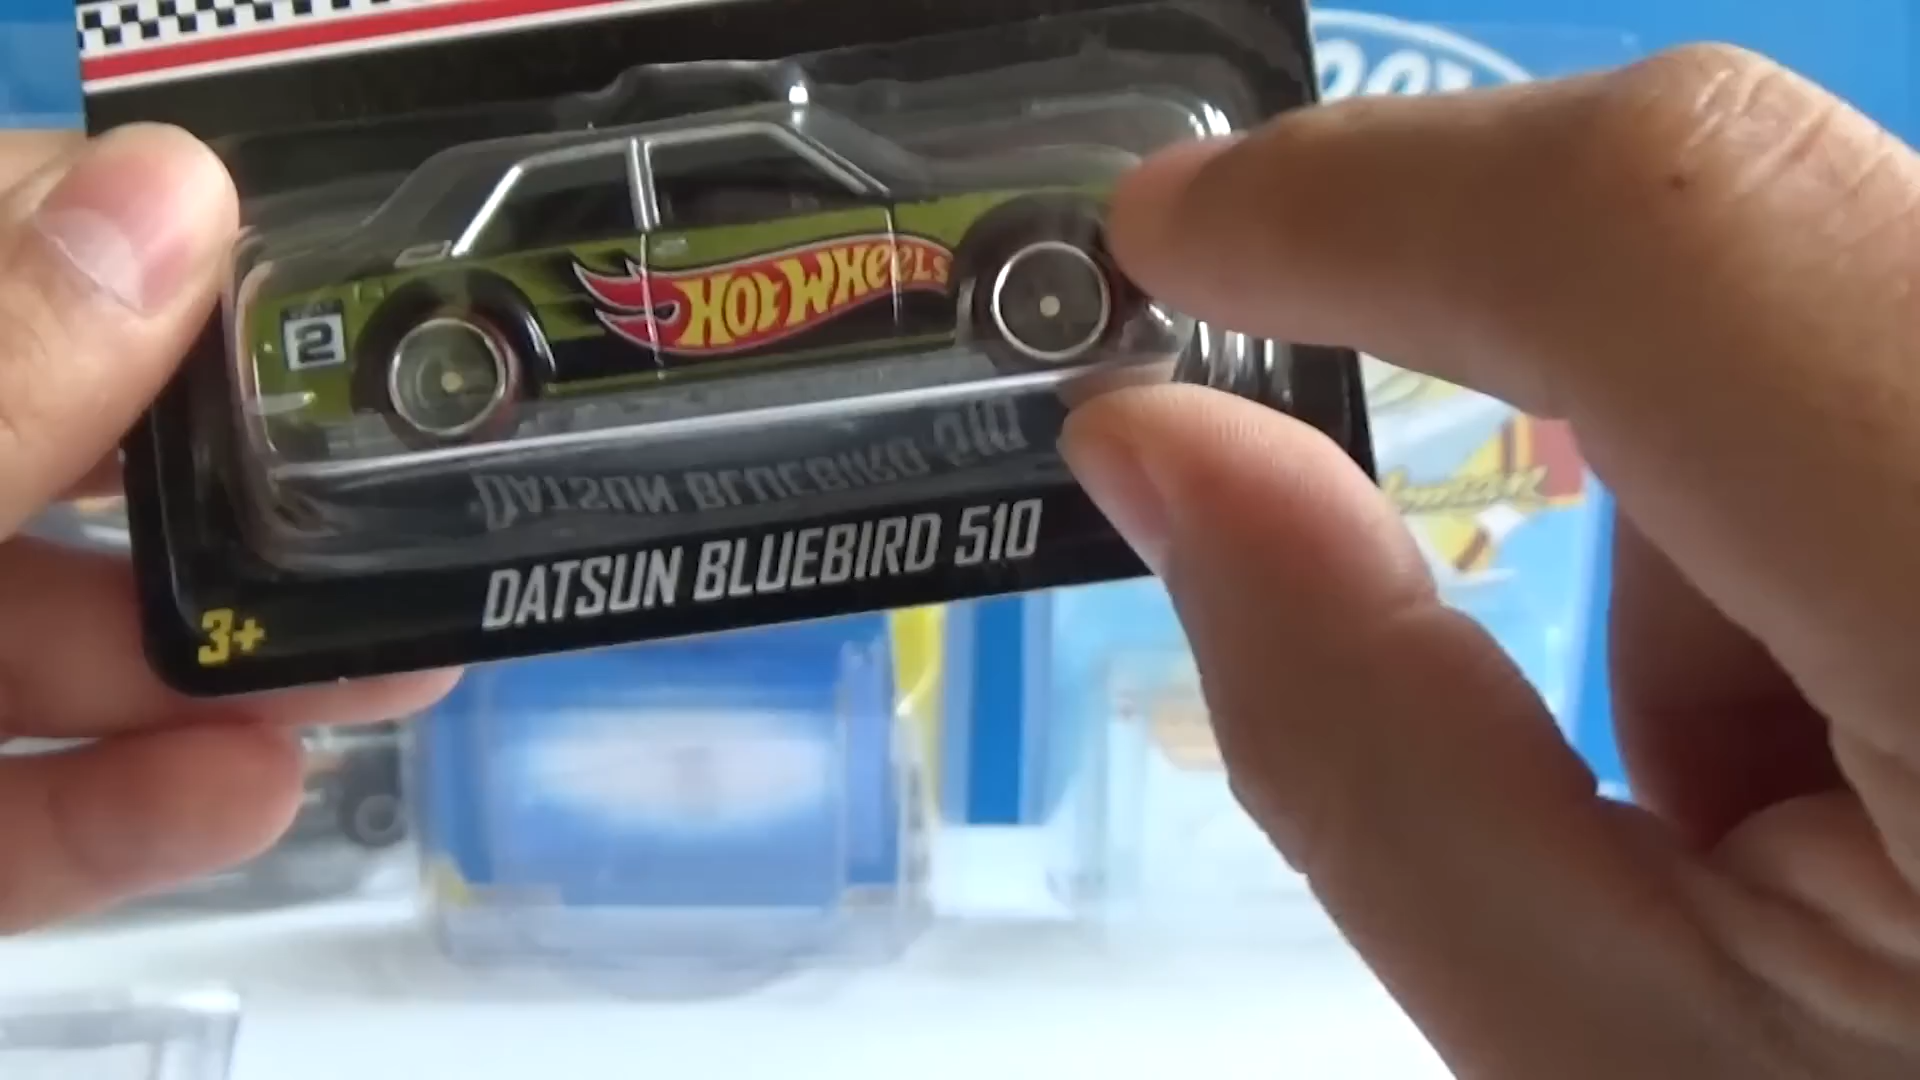 HOT WHEELS
2
DATSUN BLUEBIRD 510
DATSUN BLUEBIRD 510
3+